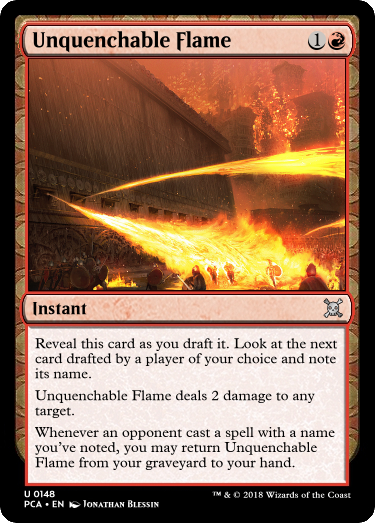 Unquenchable Flame 1
Instant
Reveal this card as you draft it. Look at the next
card drafted by a player of your choice and note
its name.
Unquenchable Flame deals 2 damage to any
target.
Whenever an opponent cast a spell with a name
you've noted, you may return Unquenchable
Flame from your graveyard to your hand.
U 0148
PCA • EN Jonathan Blessin
™ & © 2018 Wizards of the Coast